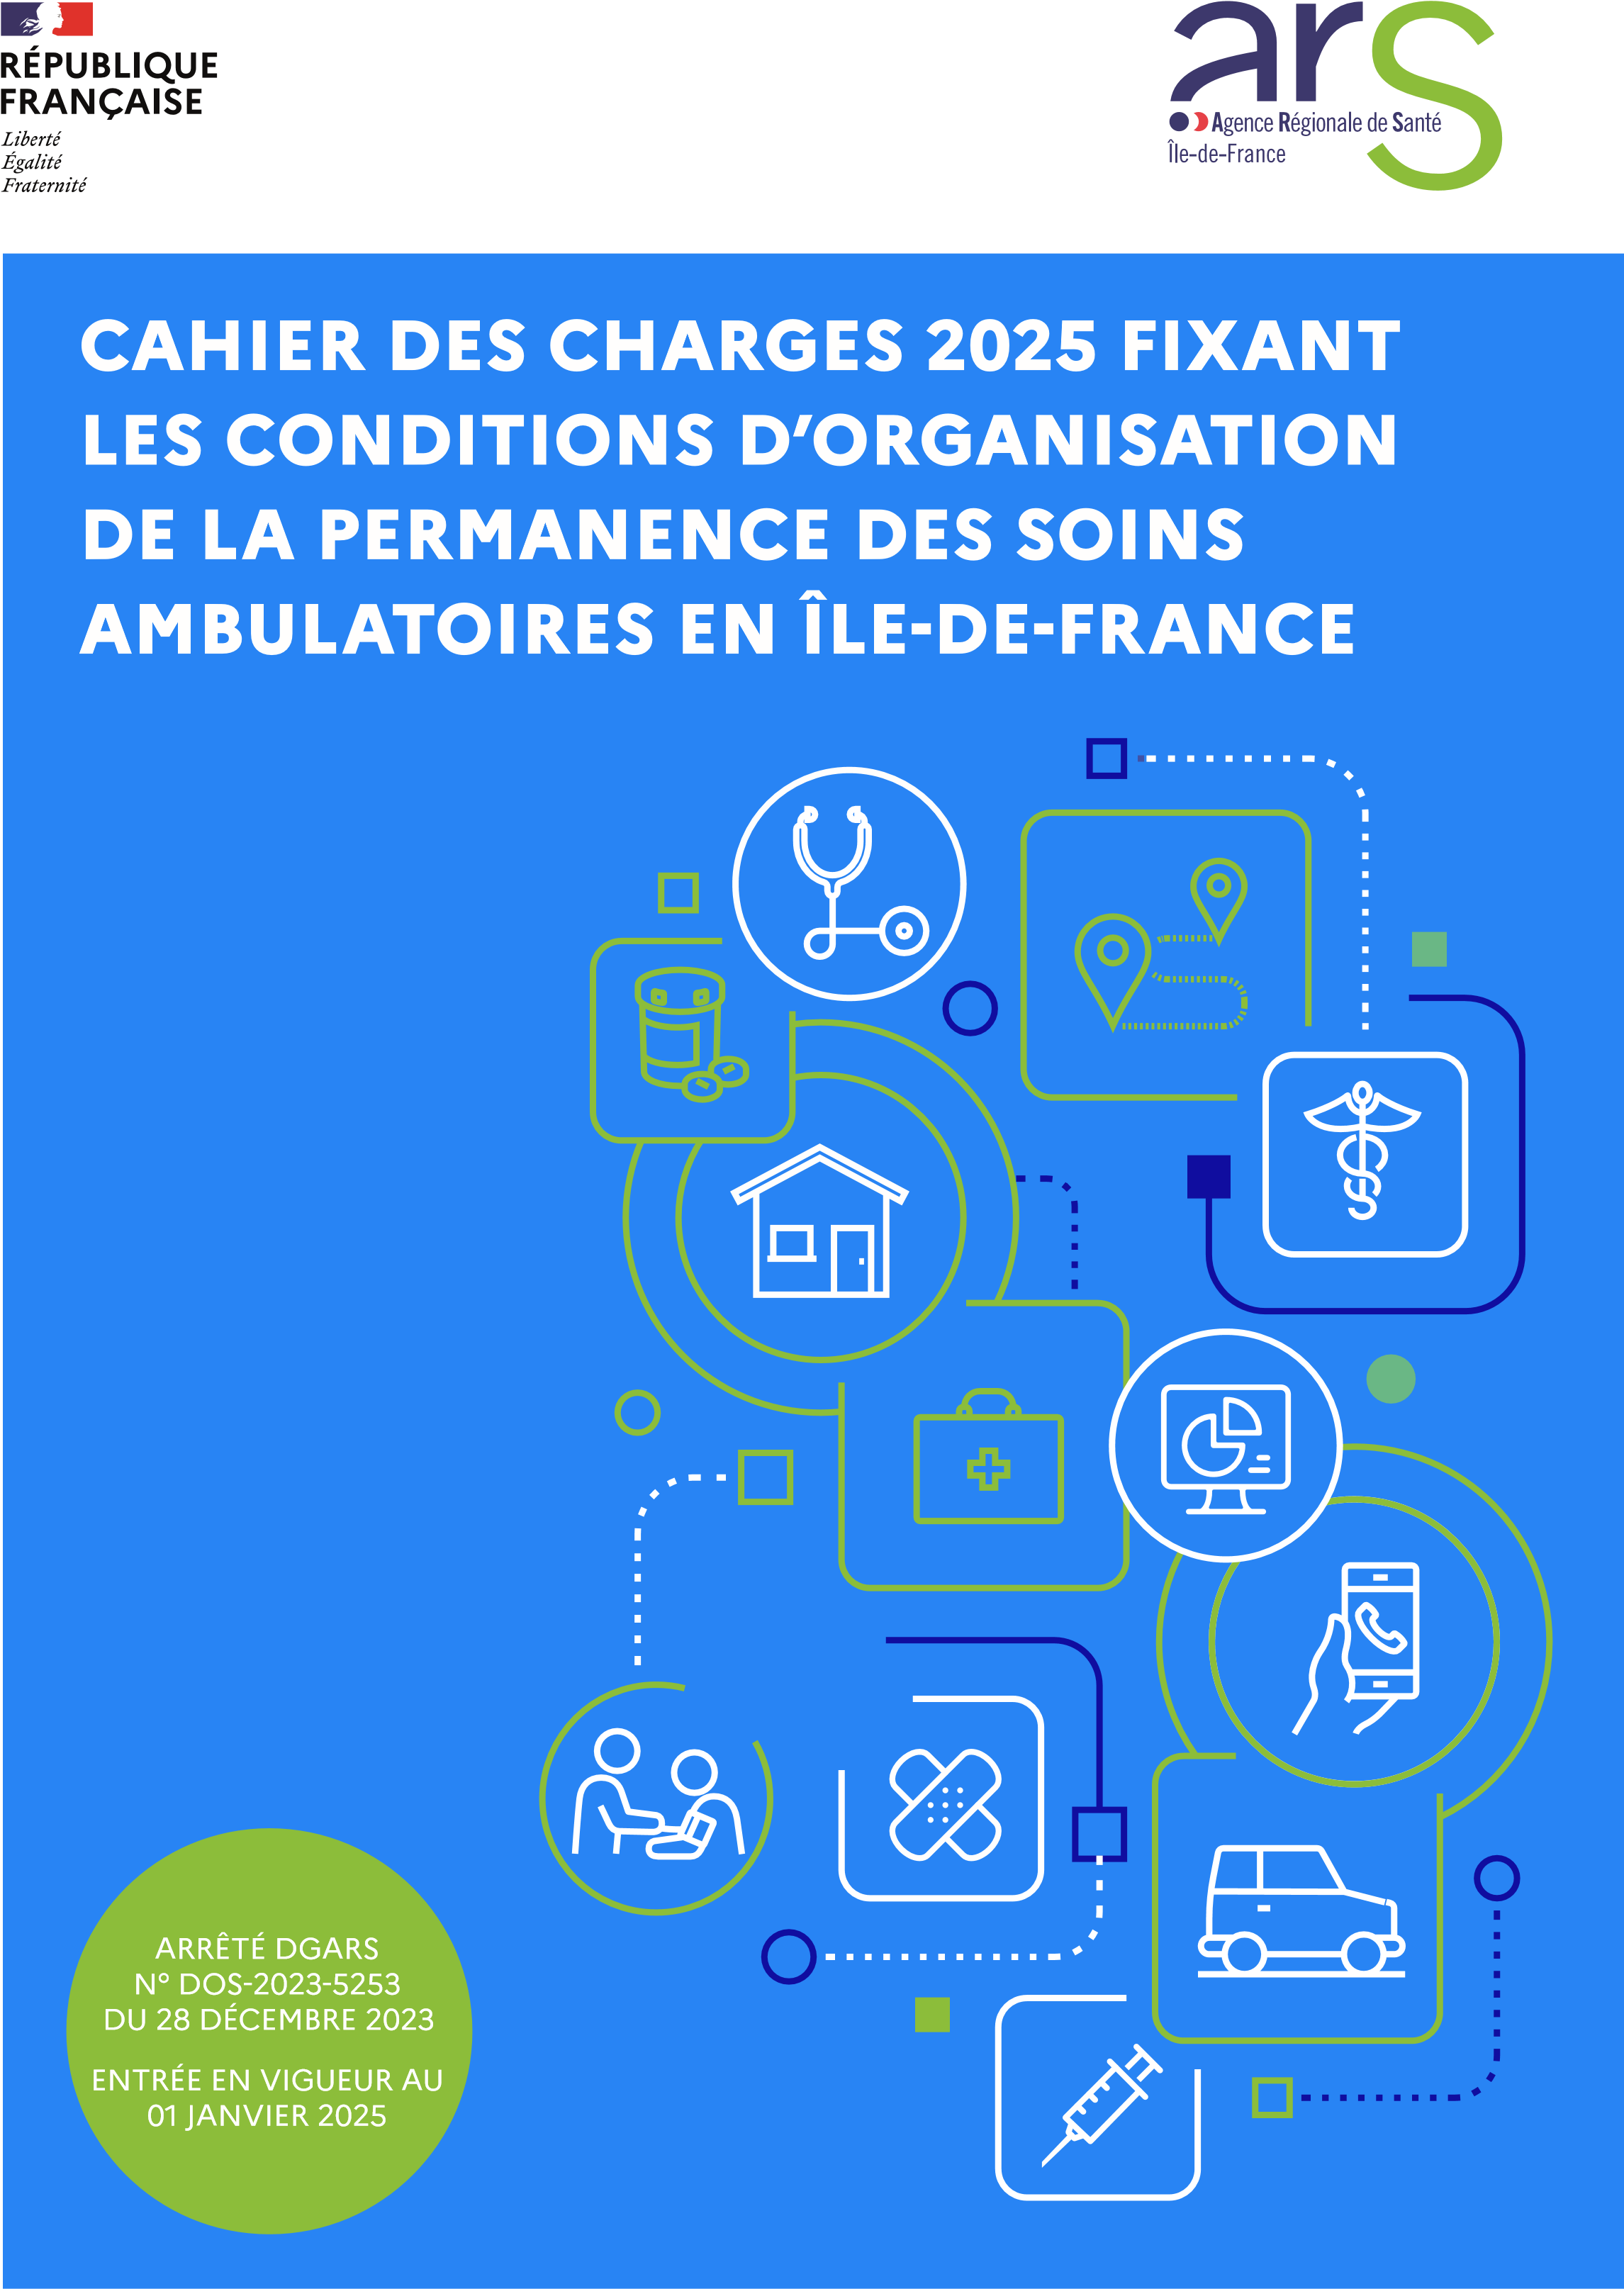 RÉPUBLIQUE
FRANÇAISE
Liberté
Égalité
Fraternité
ars
Agence Régionale de Santé
Île-de-France
CAHIER DES CHARGES 2025 FIXANT
LES CONDITIONS D'ORGANISATION
DE LA PERMANENCE DES SOINS
AMBULATOIRES EN ÎLE-DE-FRANCE
ARRÊTÉ DGARS
N° DOS-2023-5253
DU 28 DÉCEMBRE 2023
ENTRÉE EN VIGUEUR AU
01 JANVIER 2025